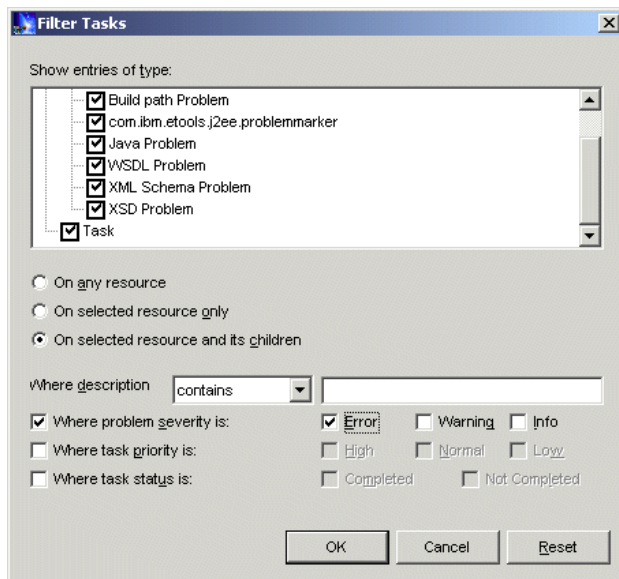 Filter Tasks
Show entries of type:
Build path Problem
com.ibm.etools.j2ee.problemmarker
Java Problem
WSDL Problem
XML Schema Problem
XSD Problem
Task
On any resource
On selected resource only
On selected resource and its children
Where description contains
Where problem severity is: Error Warning Info
Where task priority is: High Normal Low
Where task status is: Completed Not Completed
OK Cancel Reset